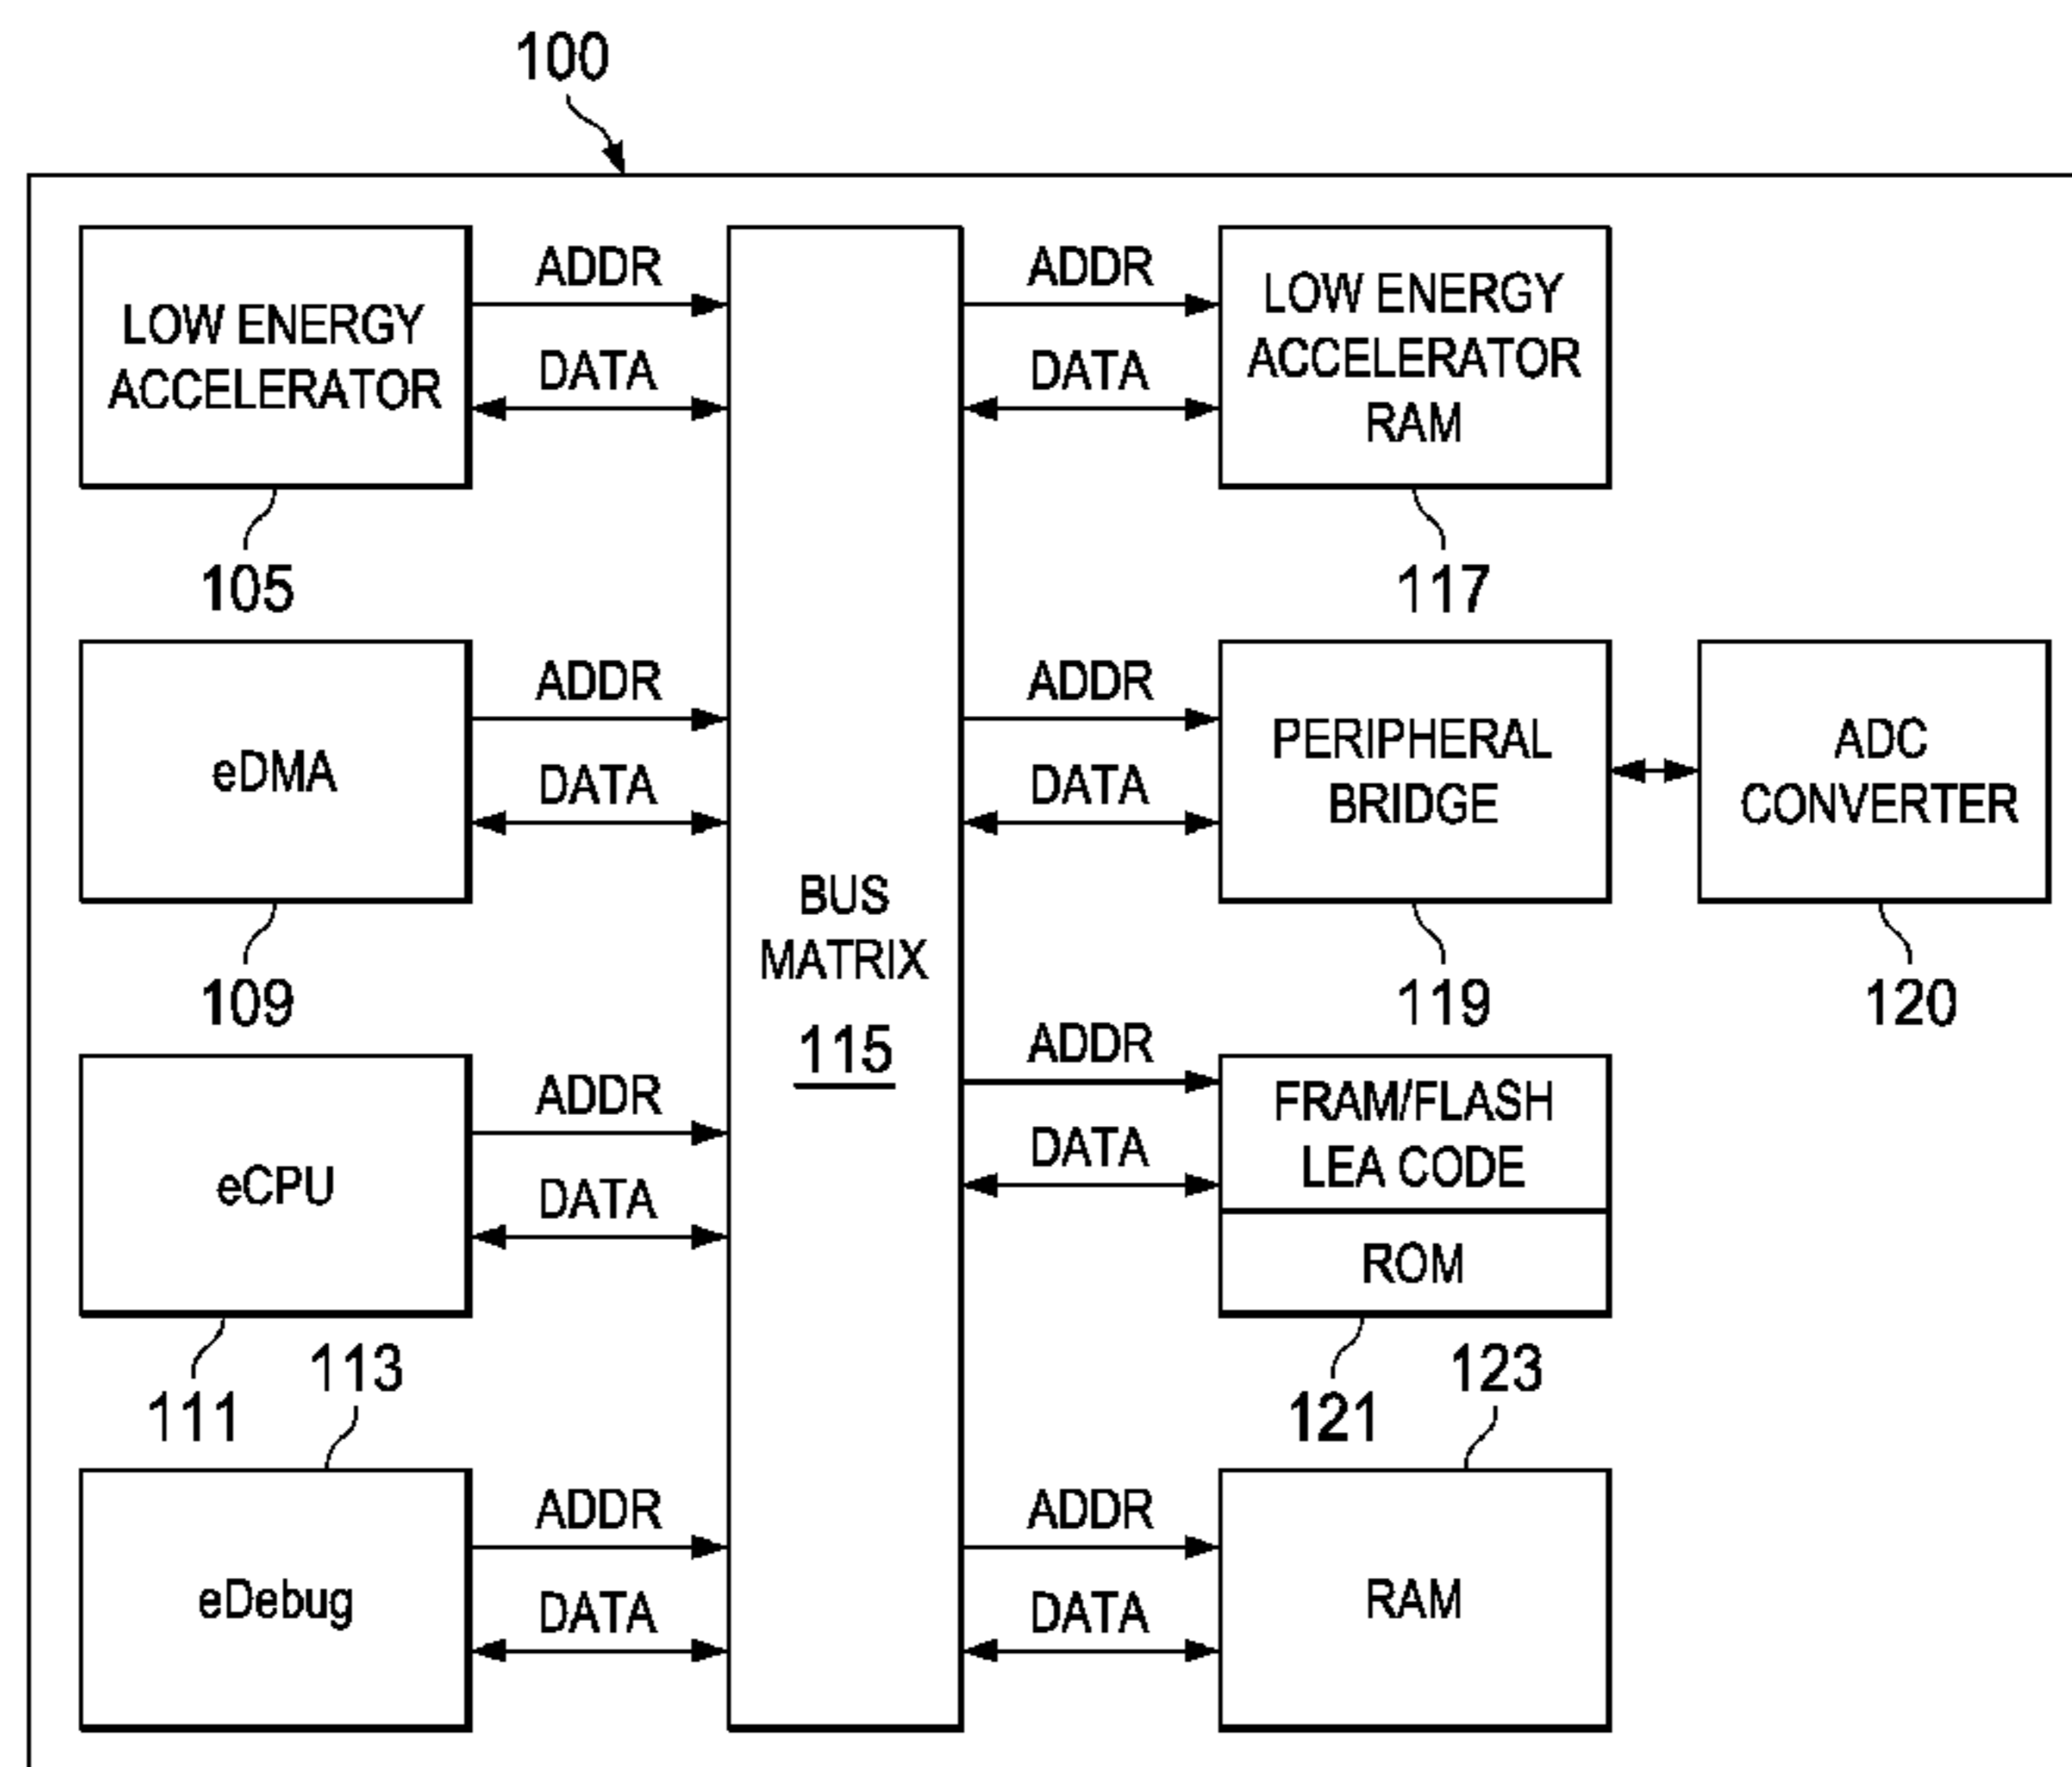 100
LOW ENERGY
ACCELERATOR
105
ADDR
DATA
ADDR
DATA
LOW ENERGY
ACCELERATOR
RAM
117
eDMA
109
ADDR
DATA
BUS
MATRIX
115
ADDR
DATA
PERIPHERAL
BRIDGE
119
ADC
CONVERTER
120
eCPU
111
ADDR
DATA
ADDR
DATA
FRAM/FLASH
LEA CODE
ROM
121
113
eDebug
ADDR
DATA
ADDR
DATA
123
RAM